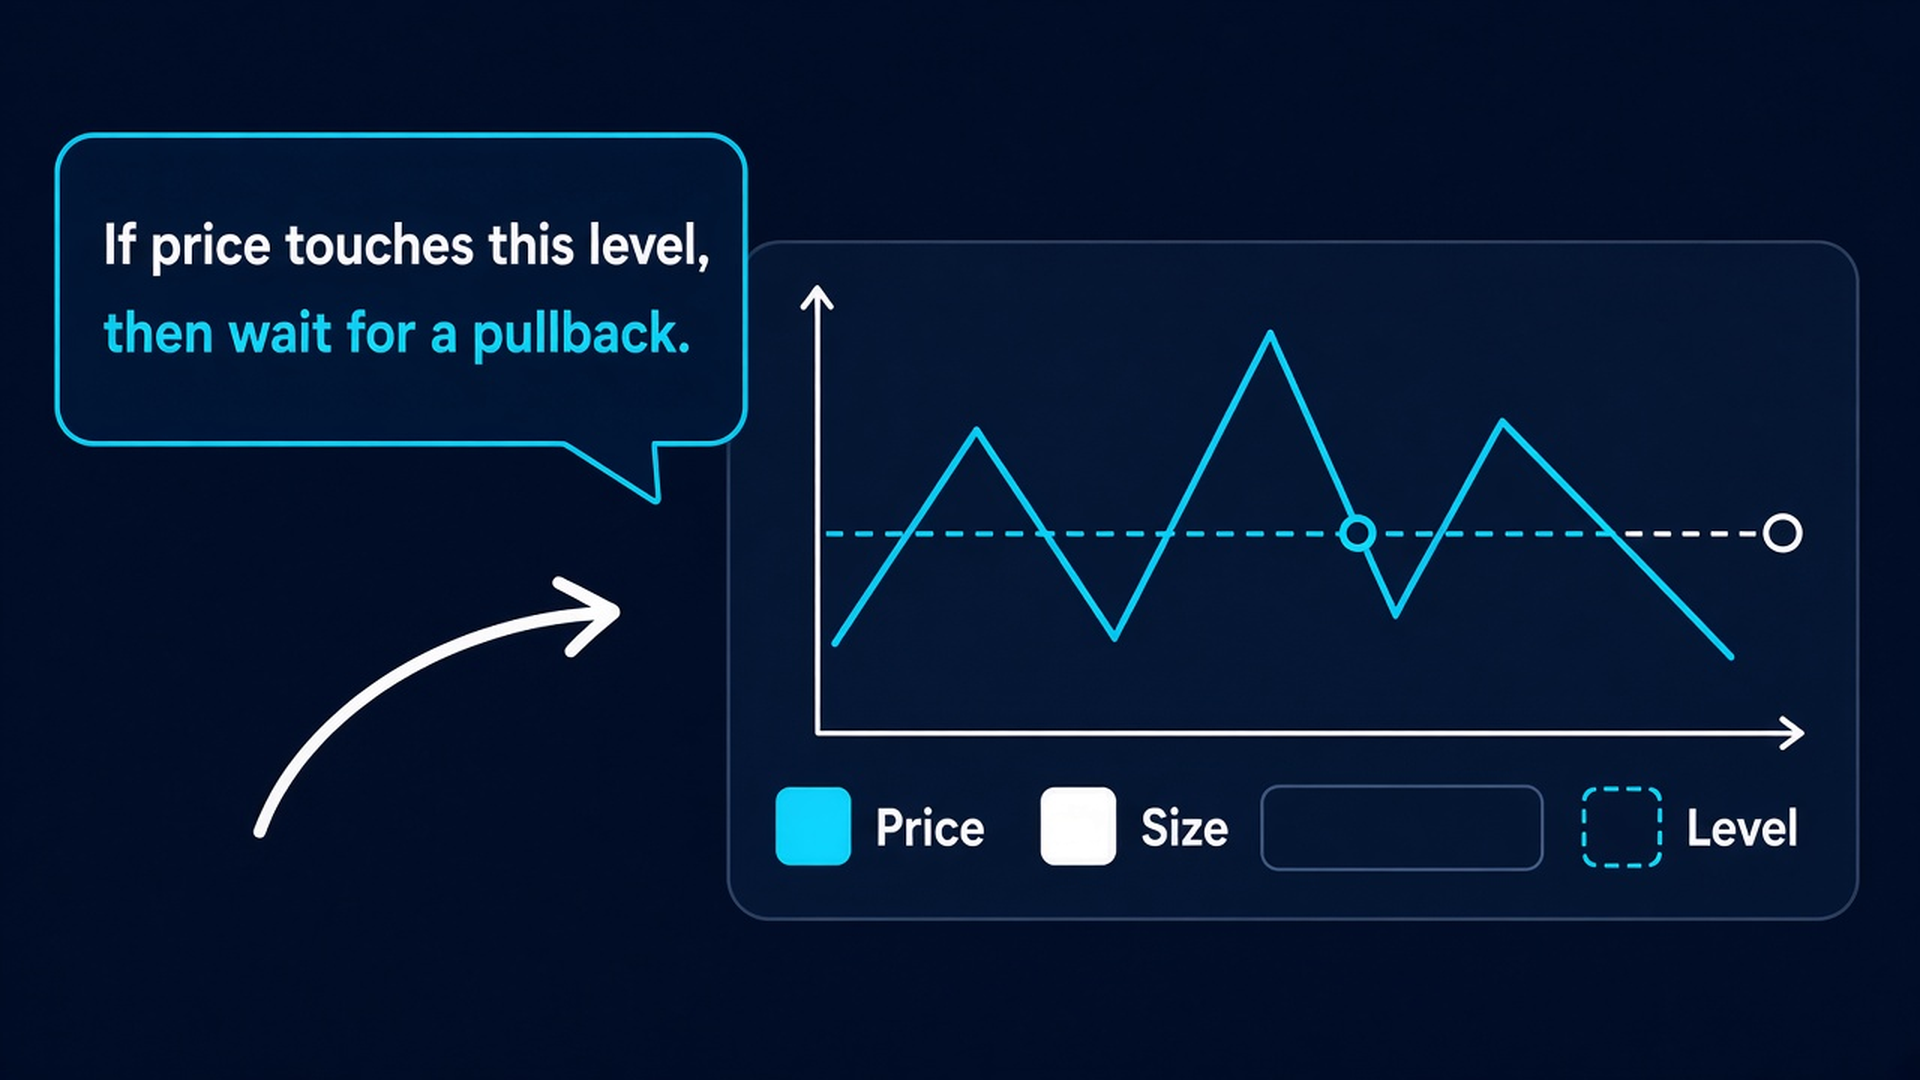 If price touches this level,
then wait for a pullback.
Price
Size
Level